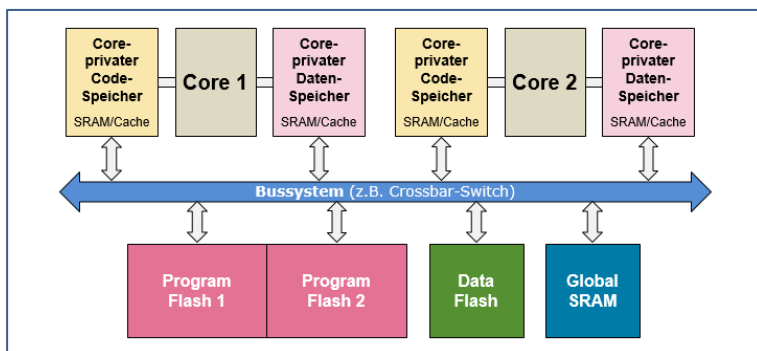 Core-
privater
Code-
Speicher
SRAM/Cache
Core 1
Core-
privater
Daten-
Speicher
SRAM/Cache
Core-
privater
Code-
Speicher
SRAM/Cache
Core 2
Core-
privater
Daten-
Speicher
SRAM/Cache
Bussystem (z.B. Crossbar-Switch)
Program
Flash 1
Program
Flash 2
Data
Flash
Global
SRAM